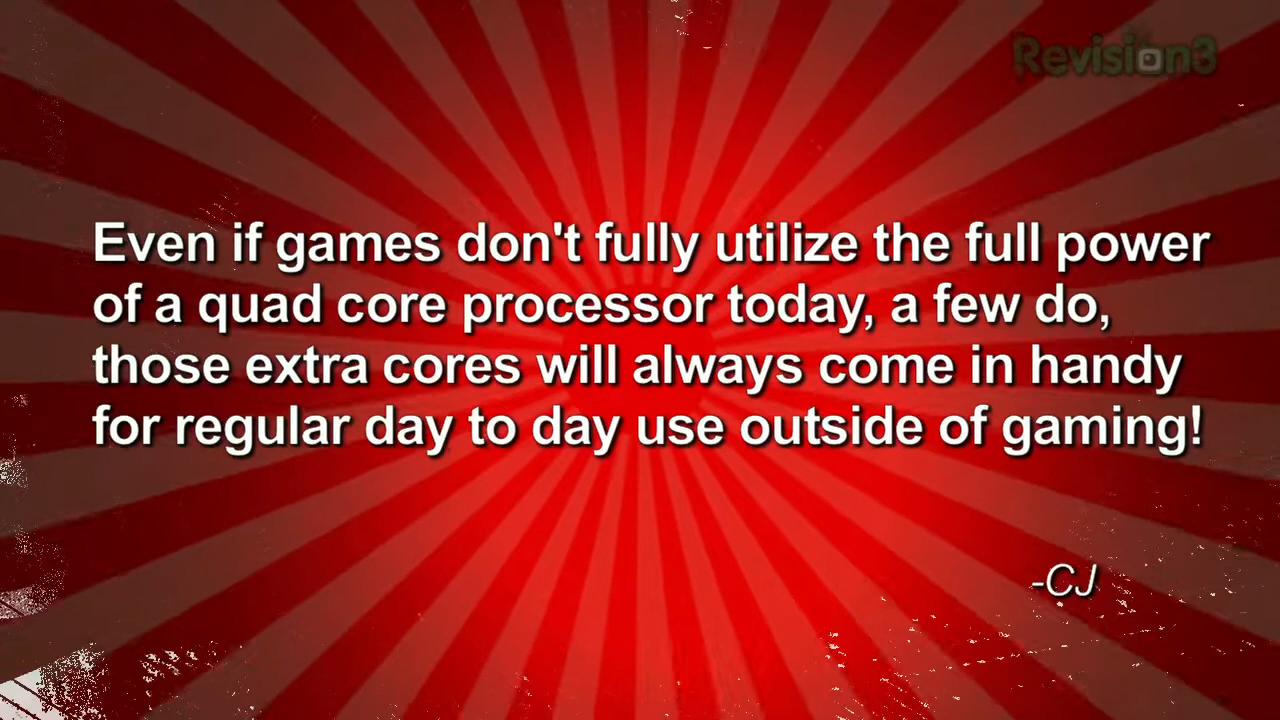 Revision3
Even if games don't fully utilize the full power
of a quad core processor today, a few do,
those extra cores will always come in handy
for regular day to day use outside of gaming!
-CJ